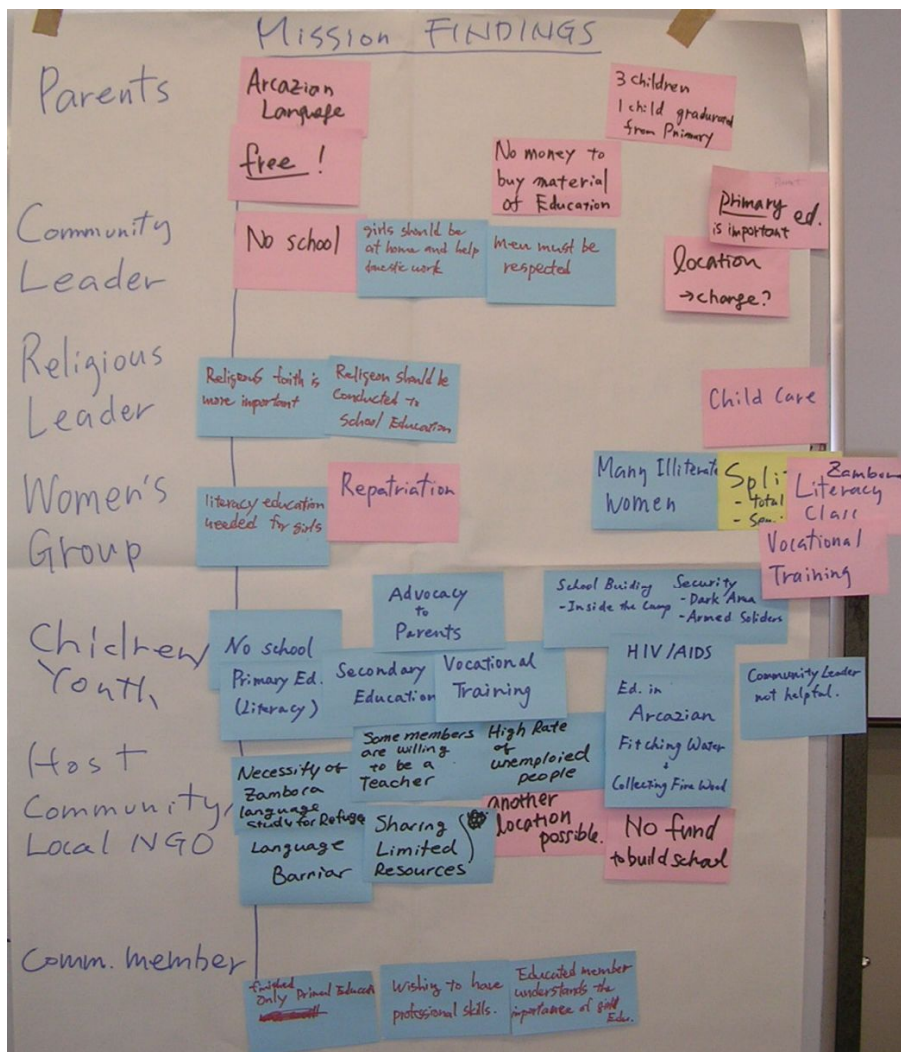 Mission FINDINGS
Parents
Arcazian
Language
free !
3 children
1 child graduated
from Primary
No money to
buy material
of Education
primary ed.
is important
Community
Leader
No school
girls should be
at home and help
domestic work
Men must be
respected
location
→change?
Religious
Leader
Religious faith is
more important
Religeon should be
conducted to
School Education
Child Care
Women's
Group
literacy education
needed for girls
Repatriation
Many Illiterate
Women
Split
- Total
Zambora
Literacy
Class
Vocational
Training
Children/
Youth
No school
Primary Ed.
(Literacy)
Secondary
Education
Advocacy
to
Parents
Vocational
Training
School Buiding
- Inside the Camp
Security
- Dark Area
- Armed Soliders
HIV/AIDS
Ed. in
Arcazian
Fitching Water
Collecting Fire Wood
Community Leader
not helpful.
Host
Community,
Local NGO
Necessity of
Zambora
language
Study for Refuge
Some members
are willing
to be a
Teacher
High Rate
of
unemploied
people
Language
Barniar
Sharing
Limited
Resources
another
location
possible.
No fund
to build school
Comm. member
finished
only Primal Educati
Wishing to have
professional skills.
Educated member
understands the
importance of girls
Edu.